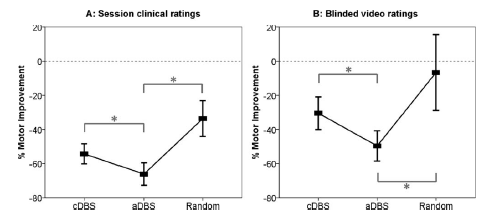 A: Session clinical ratings
% Motor Improvement
20
0
-20
-40
-60
-80
*
*
cDBS aDBS Random
B: Blinded video ratings
% Motor Improvement
20
0
-20
-40
-60
-80
*
*
cDBS aDBS Random